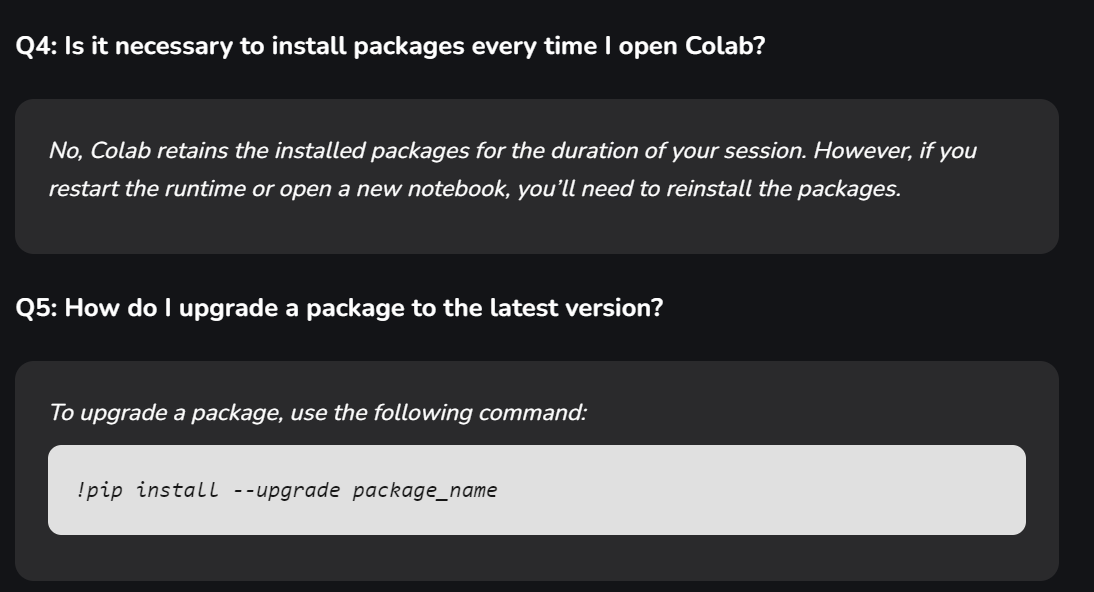 Q4: Is it necessary to install packages every time I open Colab?
No, Colab retains the installed packages for the duration of your session. However, if you
restart the runtime or open a new notebook, you’ll need to reinstall the packages.
Q5: How do I upgrade a package to the latest version?
To upgrade a package, use the following command:
!pip install --upgrade package_name